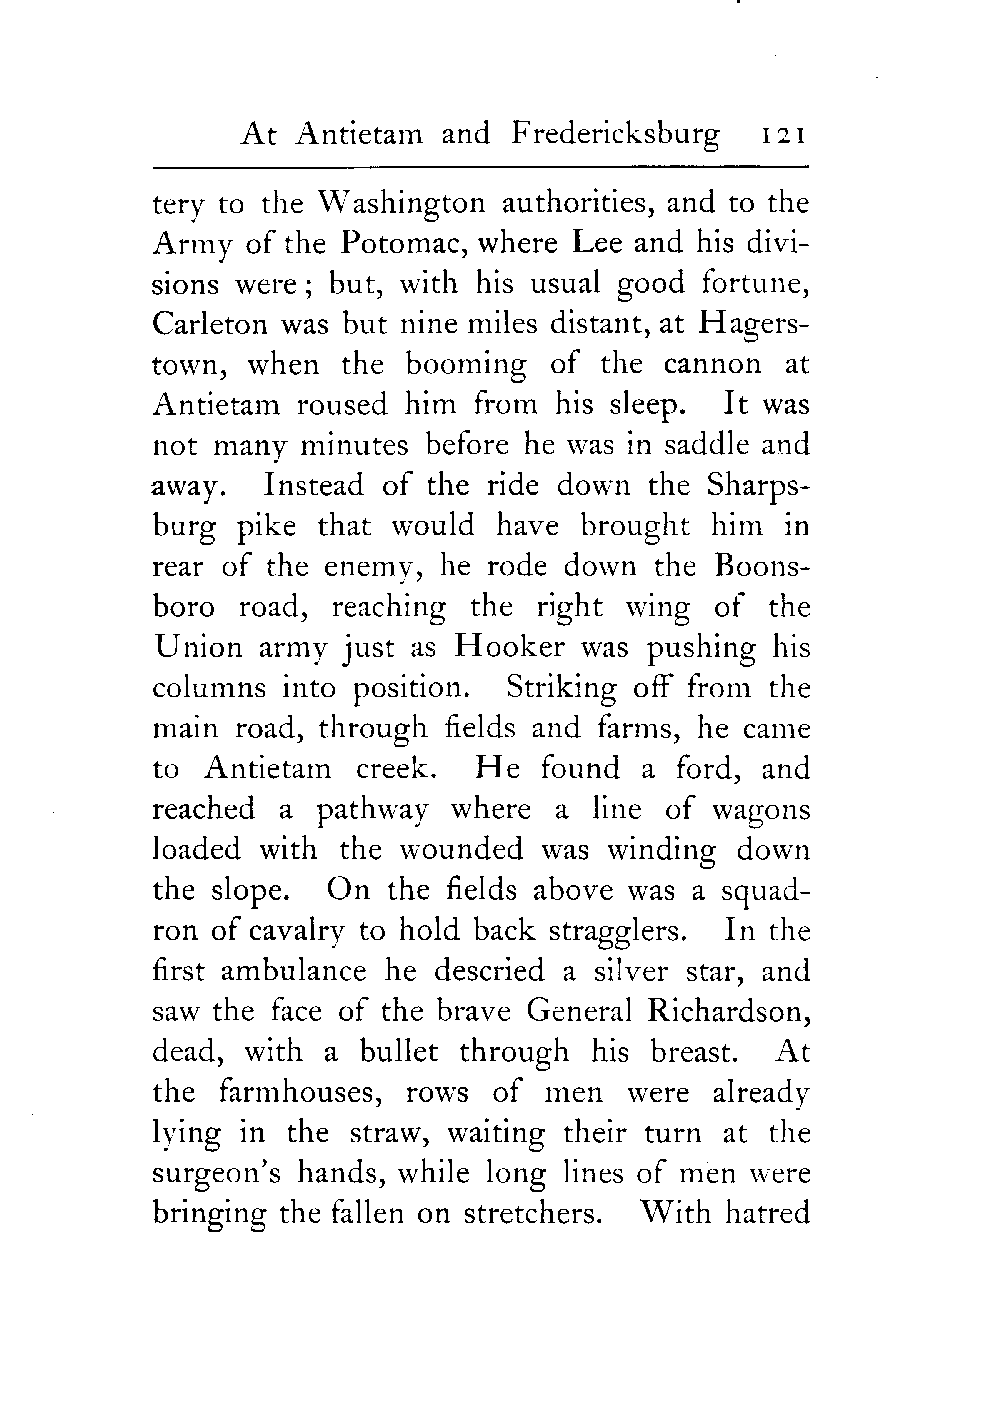 At Antietam and Fredericksburg 121
tery to the Washington authorities, and to the
Army of the Potomac, where Lee and his divi-
sions were ; but, with his usual good fortune,
Carleton was but nine miles distant, at Hagers-
town, when the booming of the cannon at
Antietam roused him from his sleep. It was
not many minutes before he was in saddle and
away. Instead of the ride down the Sharps-
burg pike that would have brought him in
rear of the enemy, he rode down the Boons-
boro road, reaching the right wing of the
Union army just as Hooker was pushing his
columns into position. Striking off from the
main road, through fields and farms, he came
to Antietam creek. He found a ford, and
reached a pathway where a line of wagons
loaded with the wounded was winding down
the slope. On the fields above was a squad-
ron of cavalry to hold back stragglers. In the
first ambulance he descried a silver star, and
saw the face of the brave General Richardson,
dead, with a bullet through his breast. At
the farmhouses, rows of men were already
lying in the straw, waiting their turn at the
surgeon's hands, while long lines of men were
bringing the fallen on stretchers. With hatred